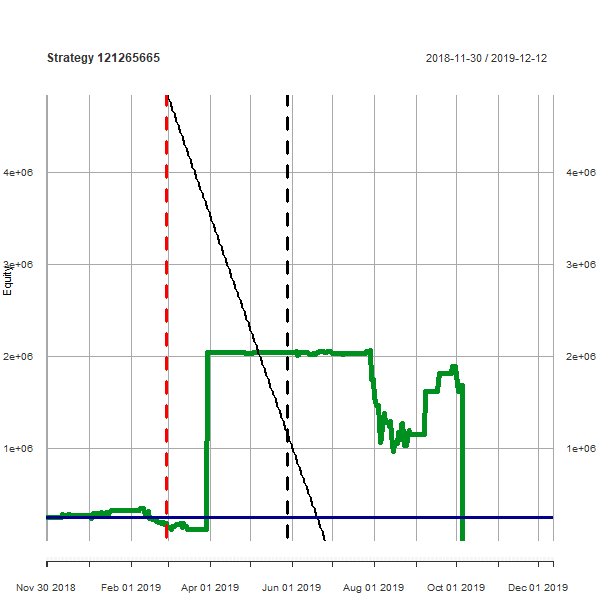 Strategy 121265665
2018-11-30 / 2019-12-12
4e+06
4e+06
3e+06
3e+06
Equity
2e+06
2e+06
1e+06
1e+06
Nov 30 2018
Feb 01 2019
Apr 01 2019
Jun 01 2019
Aug 01 2019
Oct 01 2019
Dec 01 2019